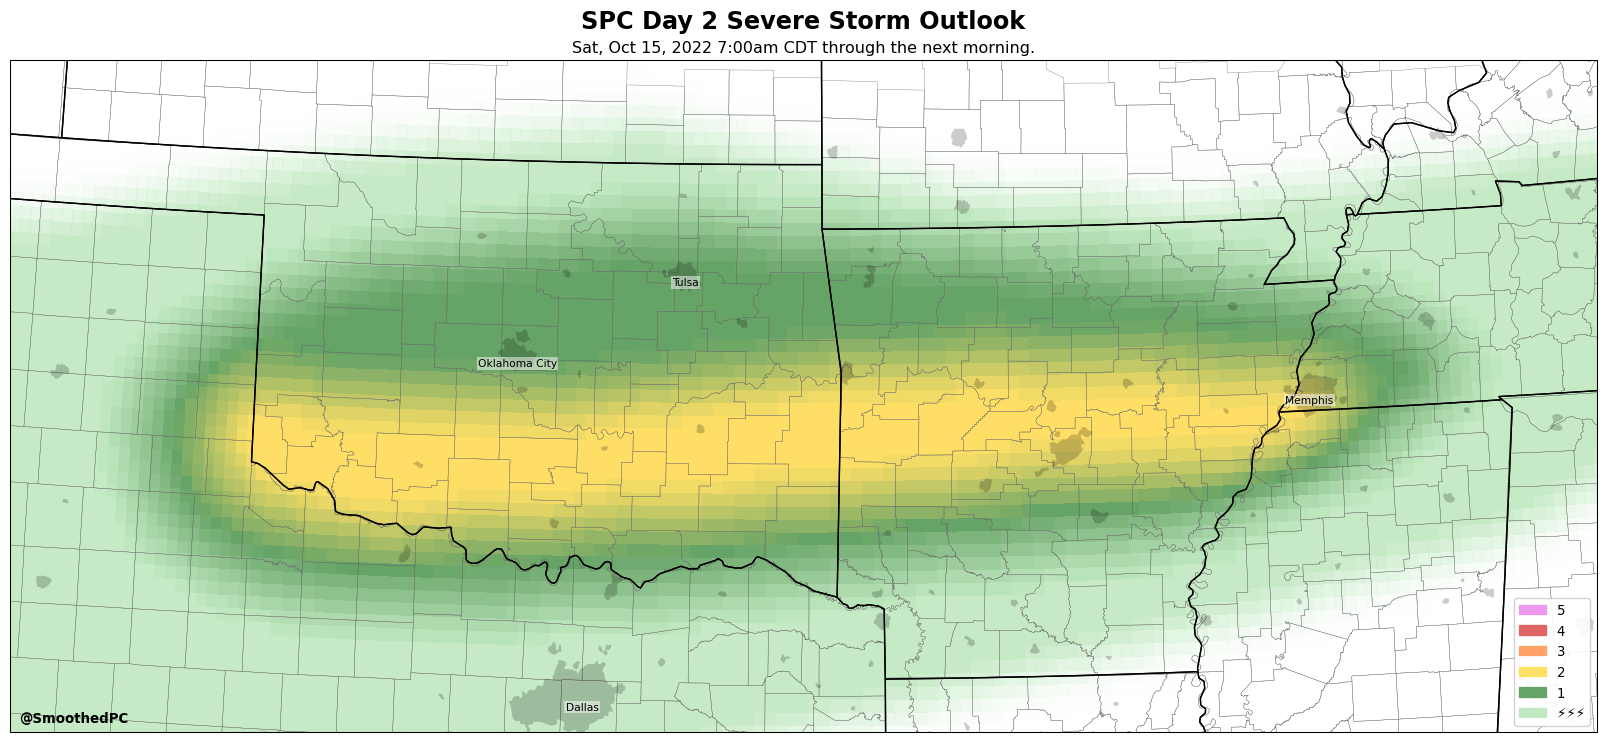 SPC Day 2 Severe Storm Outlook
Sat, Oct 15, 2022 7:00am CDT through the next morning.
Tulsa
Oklahoma City
Memphis
Dallas
5
4
3
2
1
⚡⚡⚡
@SmoothedPC